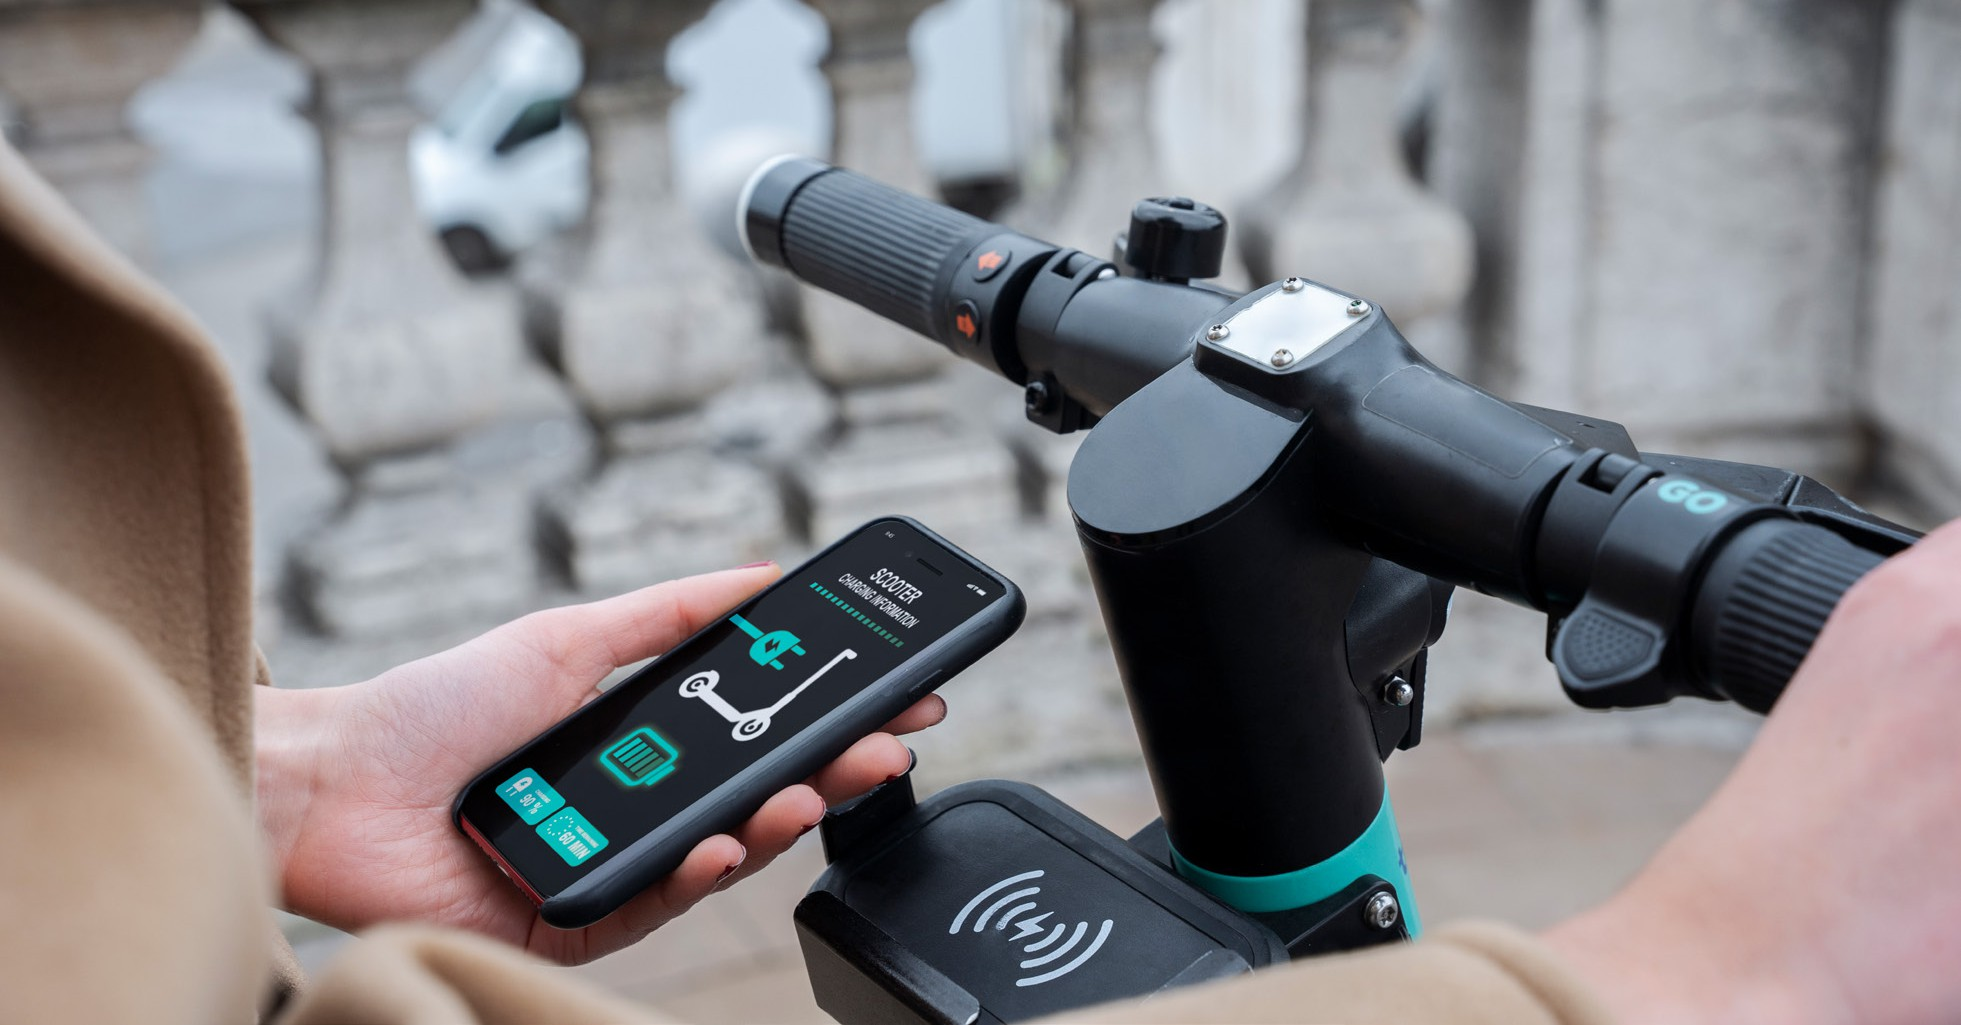 SCOOTER
CHARGING INFORMATION
90 %
60 MIN
GO